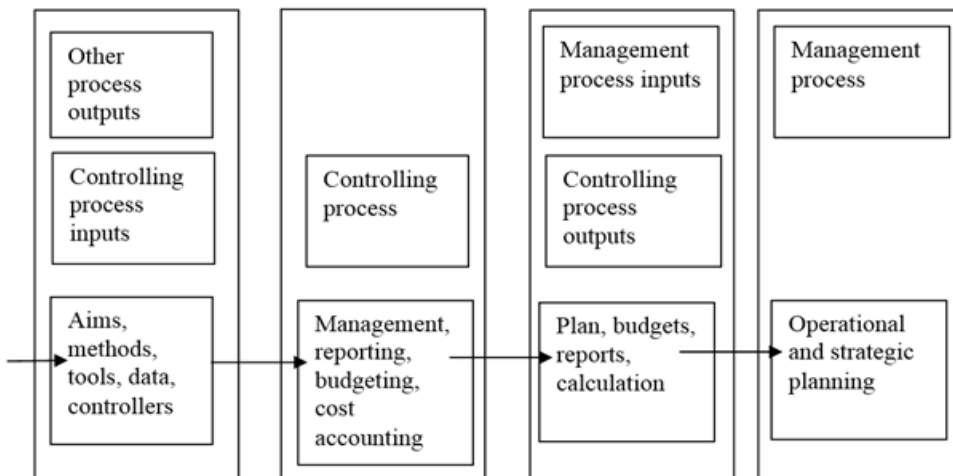 Other
process
outputs
Controlling
process
inputs
Aims,
methods,
tools, data,
controllers
Controlling
process
Management,
reporting,
budgeting,
cost
accounting
Management
process inputs
Controlling
process
outputs
Plan, budgets,
reports,
calculation
Management
process
Operational
and strategic
planning